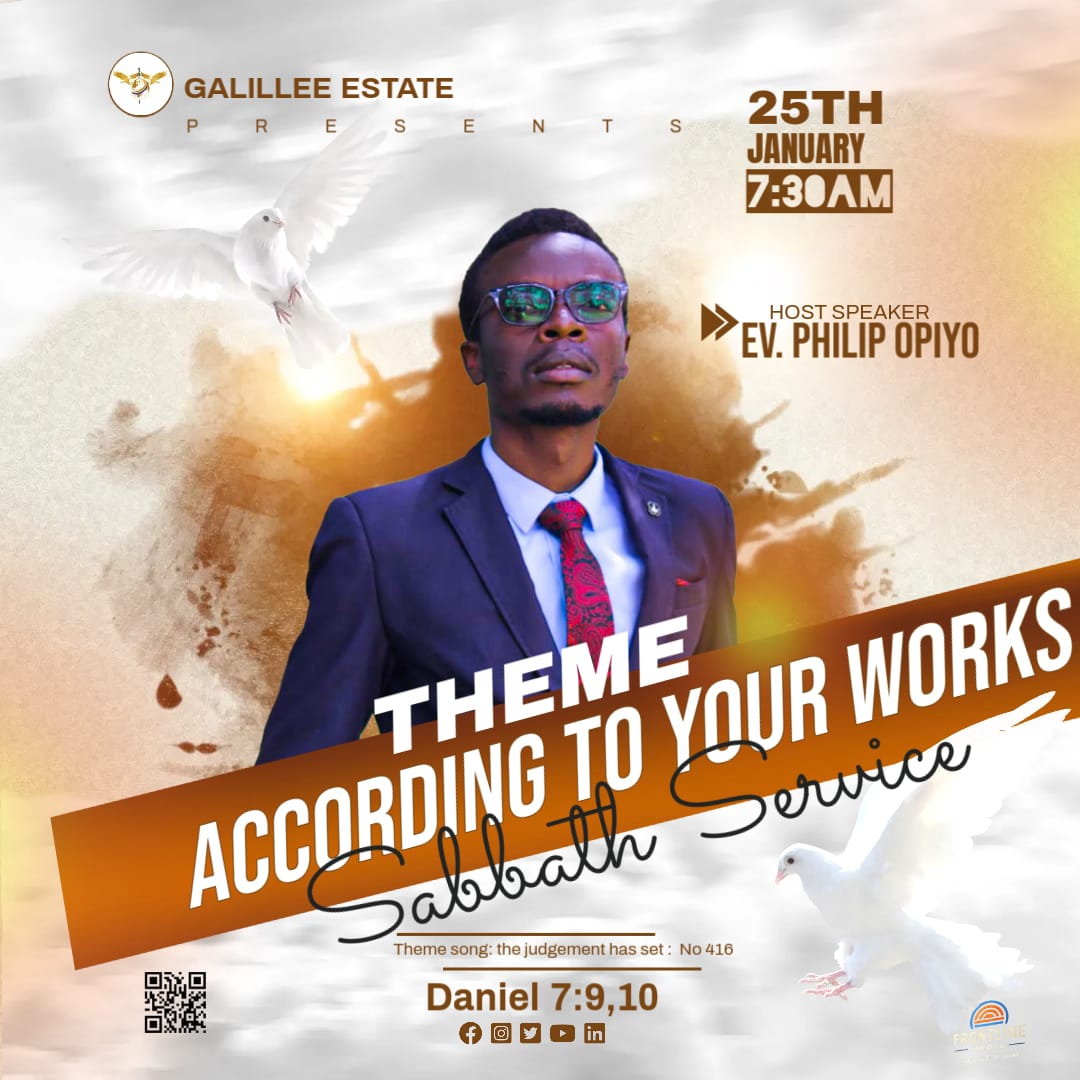 GALILLEE ESTATE
PRESENTS
25TH
JANUARY
7:30AM
HOST SPEAKER
EV. PHILIP OPIYO
THEME
ACCORDING TO YOUR WORKS
Sabbath Service
Theme song: the judgement has set : No 416
Daniel 7:9,10